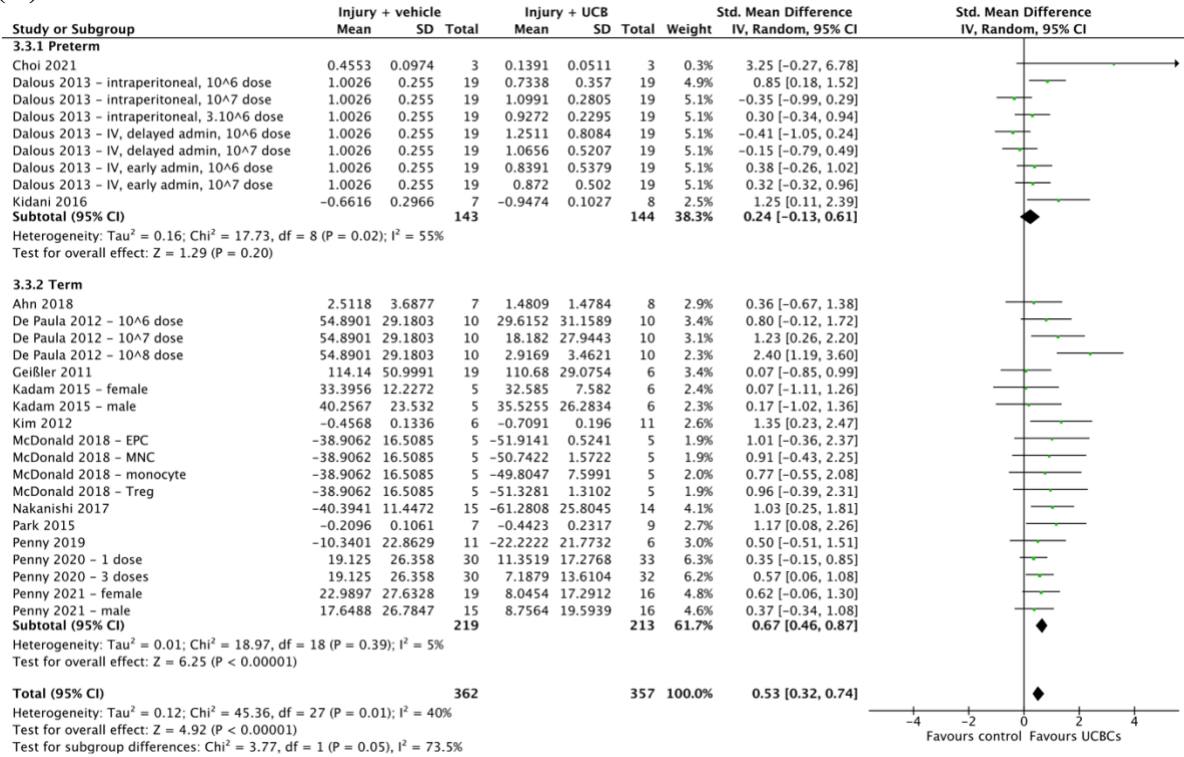 Injury + vehicle Injury + UCB Std. Mean Difference Std. Mean Difference
Study or Subgroup Mean SD Total Mean SD Total Weight IV, Random, 95% CI IV, Random, 95% CI
3.3.1 Preterm
Choi 2021 0.4553 0.0974 3 0.1391 0.0511 3 0.3% 3.25 [-0.27, 6.78]
Dalous 2013 – intraperitoneal, 10^6 dose 1.0026 0.255 19 0.7338 0.357 19 4.9% 0.85 [0.18, 1.52]
Dalous 2013 – intraperitoneal, 10^7 dose 1.0026 0.255 19 1.0991 0.2805 19 5.1% -0.35 [-0.99, 0.29]
Dalous 2013 – intraperitoneal, 3.10^6 dose 1.0026 0.255 19 0.9272 0.2295 19 5.1% 0.30 [-0.34, 0.94]
Dalous 2013 – IV, delayed admin, 10^6 dose 1.0026 0.255 19 1.2511 0.8084 19 5.1% -0.41 [-1.05, 0.24]
Dalous 2013 – IV, delayed admin, 10^7 dose 1.0026 0.255 19 1.0656 0.5207 19 5.1% -0.15 [-0.79, 0.49]
Dalous 2013 – IV, early admin, 10^6 dose 1.0026 0.255 19 0.8391 0.5379 19 5.1% 0.38 [-0.26, 1.02]
Dalous 2013 – IV, early admin, 10^7 dose 1.0026 0.255 19 0.872 0.502 19 5.1% 0.32 [-0.32, 0.96]
Kidani 2016 -0.6616 0.2966 7 -0.9474 0.1027 8 2.5% 1.25 [0.11, 2.39]
Subtotal (95% CI) 143 144 38.3% 0.24 [-0.13, 0.61]
Heterogeneity: Tau² = 0.16; Chi² = 17.73, df = 8 (P = 0.02); I² = 55%
Test for overall effect: Z = 1.29 (P = 0.20)
3.3.2 Term
Ahn 2018 2.5118 3.6877 7 1.4809 1.4784 8 2.9% 0.36 [-0.67, 1.38]
De Paula 2012 – 10^6 dose 54.8901 29.1803 10 29.6152 31.1589 10 3.4% 0.80 [-0.12, 1.72]
De Paula 2012 – 10^7 dose 54.8901 29.1803 10 18.182 27.9443 10 3.1% 1.23 [0.26, 2.20]
De Paula 2012 – 10^8 dose 54.8901 29.1803 10 2.9169 3.4621 10 2.3% 2.40 [1.19, 3.60]
Geißler 2011 114.14 50.9991 19 110.68 29.0754 6 3.4% 0.07 [-0.85, 0.99]
Kadam 2015 – female 33.3956 12.2272 5 32.585 7.582 6 2.3% 0.07 [-1.11, 1.26]
Kadam 2015 – male 40.2567 23.532 5 35.5255 26.2834 6 2.3% 0.17 [-1.02, 1.36]
Kim 2012 -0.4568 0.1336 6 -0.7091 0.196 11 2.6% 1.35 [0.23, 2.47]
McDonald 2018 – EPC -38.9062 16.5085 5 -51.9141 0.5241 5 1.9% 1.01 [-0.36, 2.37]
McDonald 2018 – MNC -38.9062 16.5085 5 -50.7422 1.5722 5 1.9% 0.91 [-0.43, 2.25]
McDonald 2018 – monocyte -38.9062 16.5085 5 -49.8047 7.5991 5 2.0% 0.77 [-0.55, 2.08]
McDonald 2018 – Treg -38.9062 16.5085 5 -51.3281 1.3102 5 1.9% 0.96 [-0.39, 2.31]
Nakanishi 2017 -40.3941 11.4472 15 -61.2808 25.8045 14 4.1% 1.03 [0.25, 1.81]
Park 2015 -0.2096 0.1061 7 -0.4423 0.2317 9 2.7% 1.17 [0.08, 2.26]
Penny 2019 -10.3401 22.8629 11 -22.2222 21.7732 6 3.0% 0.50 [-0.51, 1.51]
Penny 2020 – 1 dose 19.125 26.358 30 11.3519 17.2768 33 6.3% 0.35 [-0.15, 0.85]
Penny 2020 – 3 doses 19.125 26.358 30 7.1879 13.6104 32 6.2% 0.57 [0.06, 1.08]
Penny 2021 – female 22.9897 27.6328 19 8.0454 17.2912 16 4.8% 0.62 [-0.06, 1.30]
Penny 2021 – male 17.6488 26.7847 15 8.7564 19.5939 16 4.6% 0.37 [-0.34, 1.08]
Subtotal (95% CI) 219 213 61.7% 0.67 [0.46, 0.87]
Heterogeneity: Tau² = 0.01; Chi² = 18.97, df = 18 (P = 0.39); I² = 5%
Test for overall effect: Z = 6.25 (P < 0.00001)
Total (95% CI) 362 357 100.0% 0.53 [0.32, 0.74]
Heterogeneity: Tau² = 0.12; Chi² = 45.36, df = 27 (P = 0.01); I² = 40%
Test for overall effect: Z = 4.92 (P < 0.00001)
Test for subgroup differences: Chi² = 3.77, df = 1 (P = 0.05), I² = 73.5%
-4 -2 0 2 4
Favours control Favours UCBCs